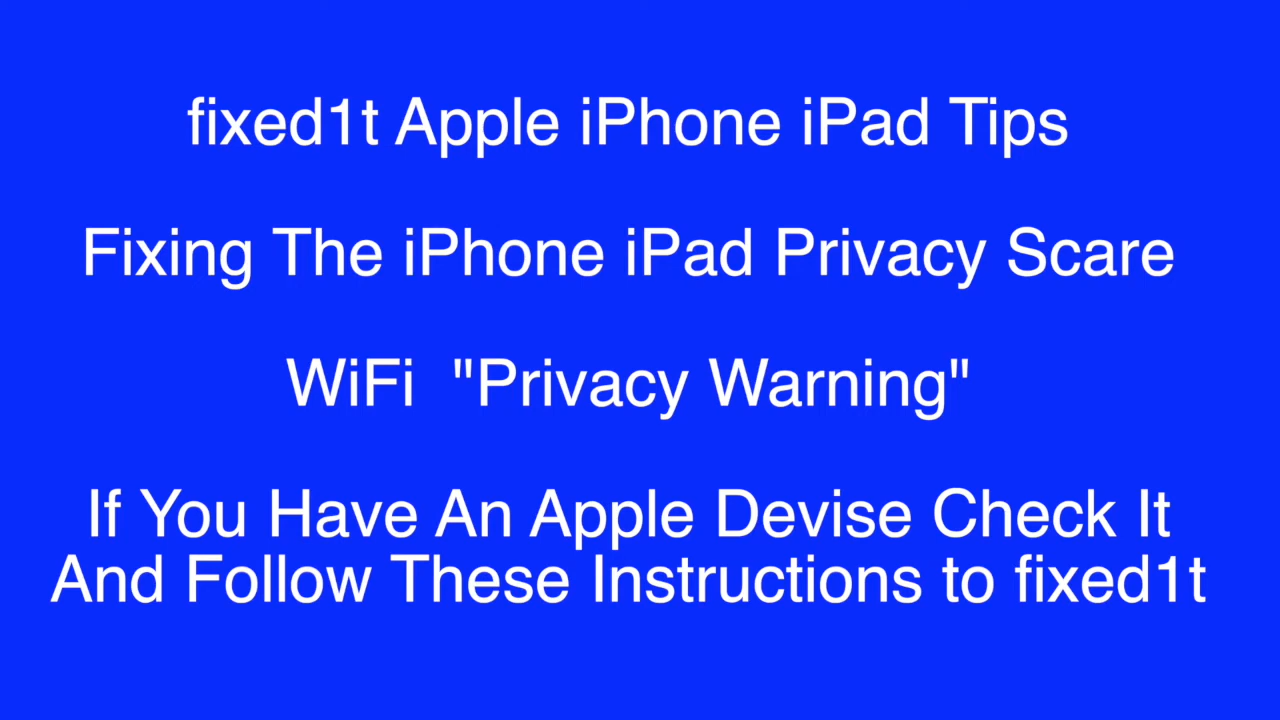 fixed1t Apple iPhone iPad Tips
Fixing The iPhone iPad Privacy Scare
WiFi  "Privacy Warning"
If You Have An Apple Devise Check It
And Follow These Instructions to fixed1t